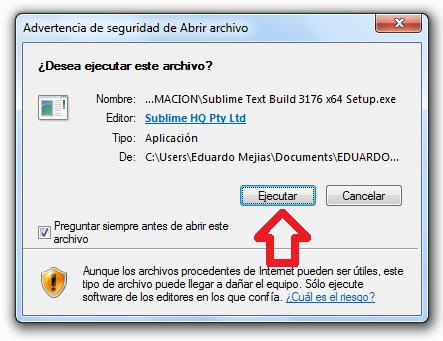 Advertencia de seguridad de Abrir archivo
¿Desea ejecutar este archivo?
Nombre: ...MACION\Sublime Text Build 3176 x64 Setup.exe
Editor: Sublime HQ Pty Ltd
Tipo: Aplicación
De: C:\Users\Eduardo Mejias\Documents\EDUARDO...
Ejecutar Cancelar
Preguntar siempre antes de abrir este
archivo
Aunque los archivos procedentes de Internet pueden ser útiles, este
tipo de archivo puede llegar a dañar el equipo. Sólo ejecute
software de los editores en los que confía. ¿Cuál es el riesgo?